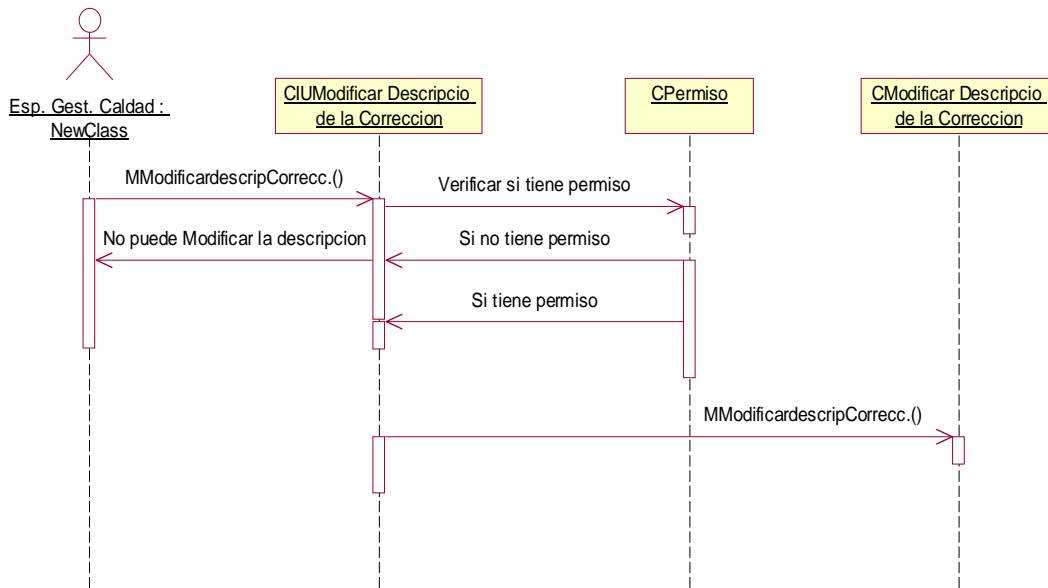 Esp. Gest. Caldad :
NewClass
CIUModificar Descripcio
de la Correccion
CPermiso
CModificar Descripcio
de la Correccion
MModificardescripCorrecc.()
Verificar si tiene permiso
No puede Modificar la descripcion
Si no tiene permiso
Si tiene permiso
MModificardescripCorrecc.()